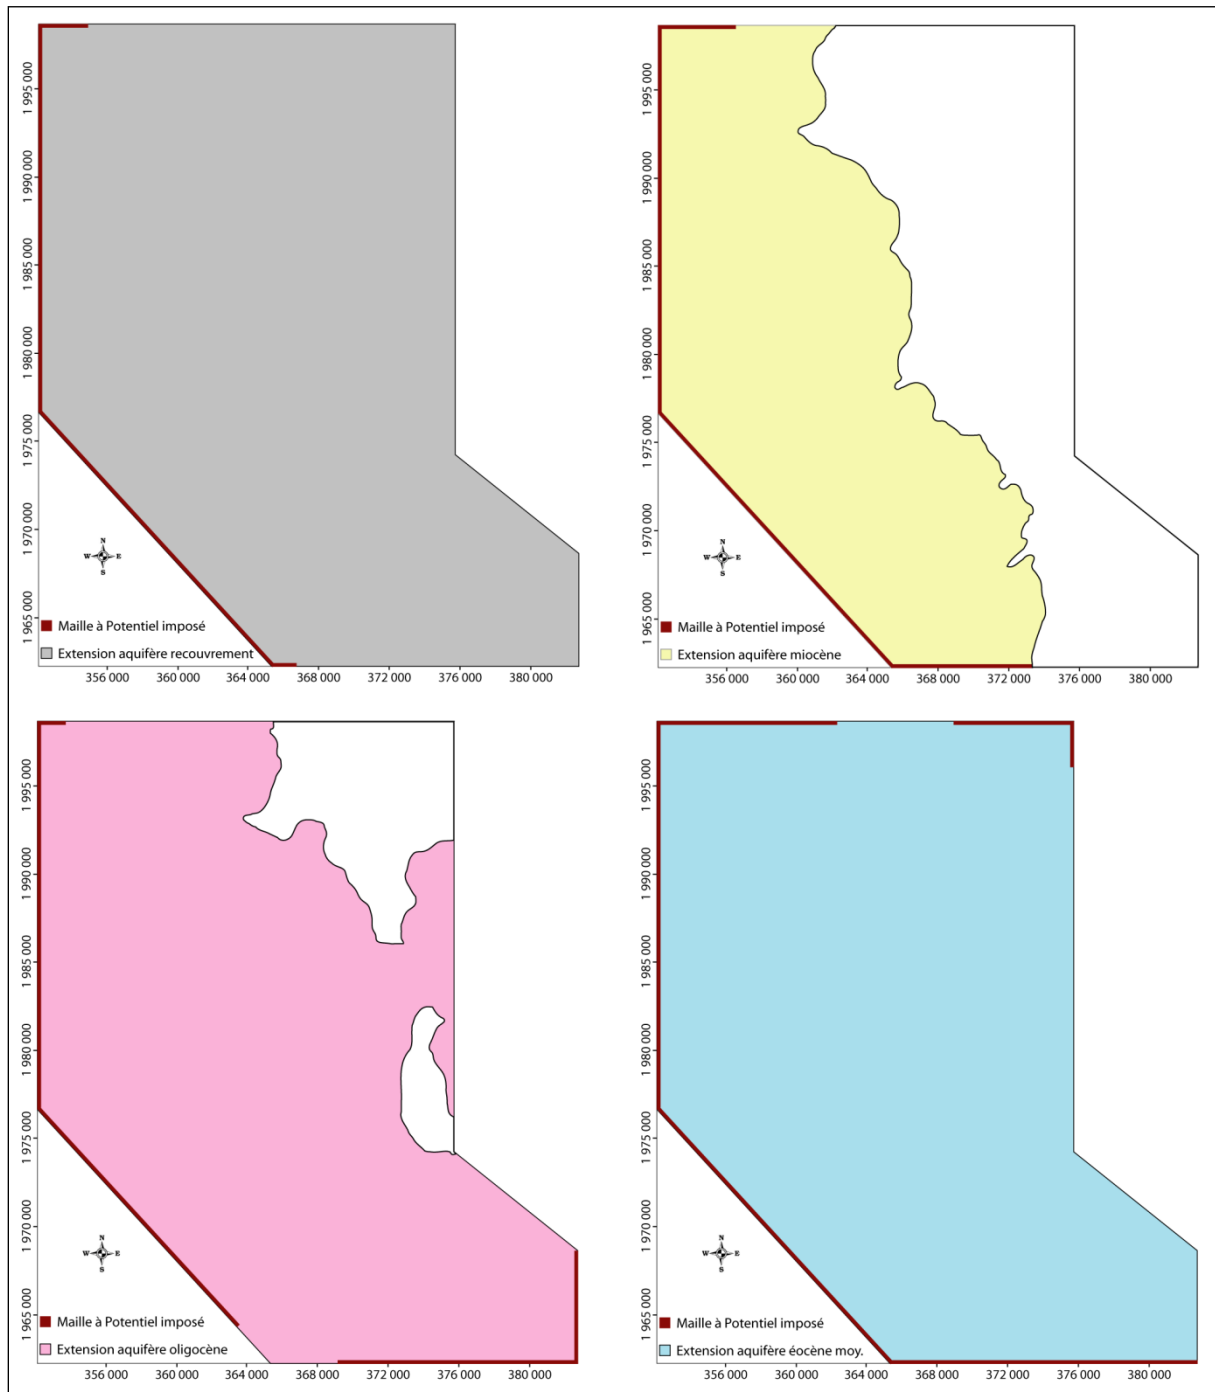 1 995 000
1 990 000
1 985 000
1 980 000
1 975 000
1 970 000
1 965 000
N
W E
S
Maille à Potentiel imposé
Extension aquifère recouvrement
356 000 360 000 364 000 368 000 372 000 376 000 380 000
1 995 000
1 990 000
1 985 000
1 980 000
1 975 000
1 970 000
1 965 000
N
W E
S
Maille à Potentiel imposé
Extension aquifère miocène
356 000 360 000 364 000 368 000 372 000 376 000 380 000
1 995 000
1 990 000
1 985 000
1 980 000
1 975 000
1 970 000
1 965 000
N
W E
S
Maille à Potentiel imposé
Extension aquifère oligocène
356 000 360 000 364 000 368 000 372 000 376 000 380 000
1 995 000
1 990 000
1 985 000
1 980 000
1 975 000
1 970 000
1 965 000
N
W E
S
Maille à Potentiel imposé
Extension aquifère éocène moy.
356 000 360 000 364 000 368 000 372 000 376 000 380 000